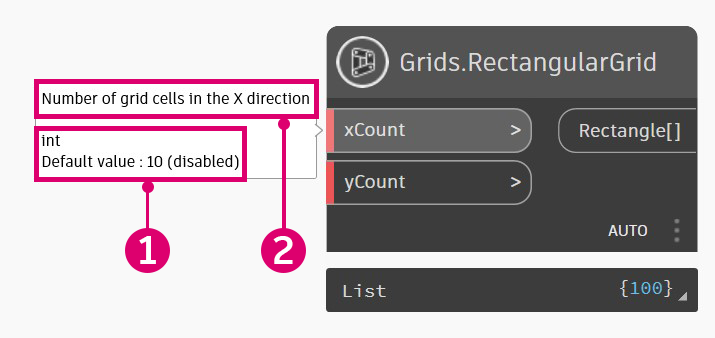 Grids.RectangularGrid
Number of grid cells in the X direction
int
Default value : 10 (disabled)
xCount >
Rectangle[]
yCount >
AUTO
1
2
List {100}